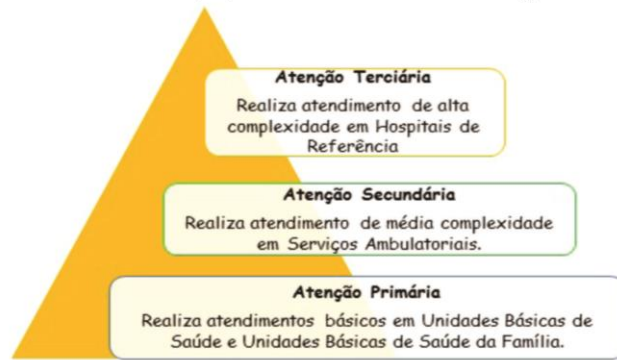 Atenção Terciária
Realiza atendimento de alta
complexidade em Hospitais de
Referência
Atenção Secundária
Realiza atendimento de média complexidade
em Serviços Ambulatoriais.
Atenção Primária
Realiza atendimentos básicos em Unidades Básicas de
Saúde e Unidades Básicas de Saúde da Família.